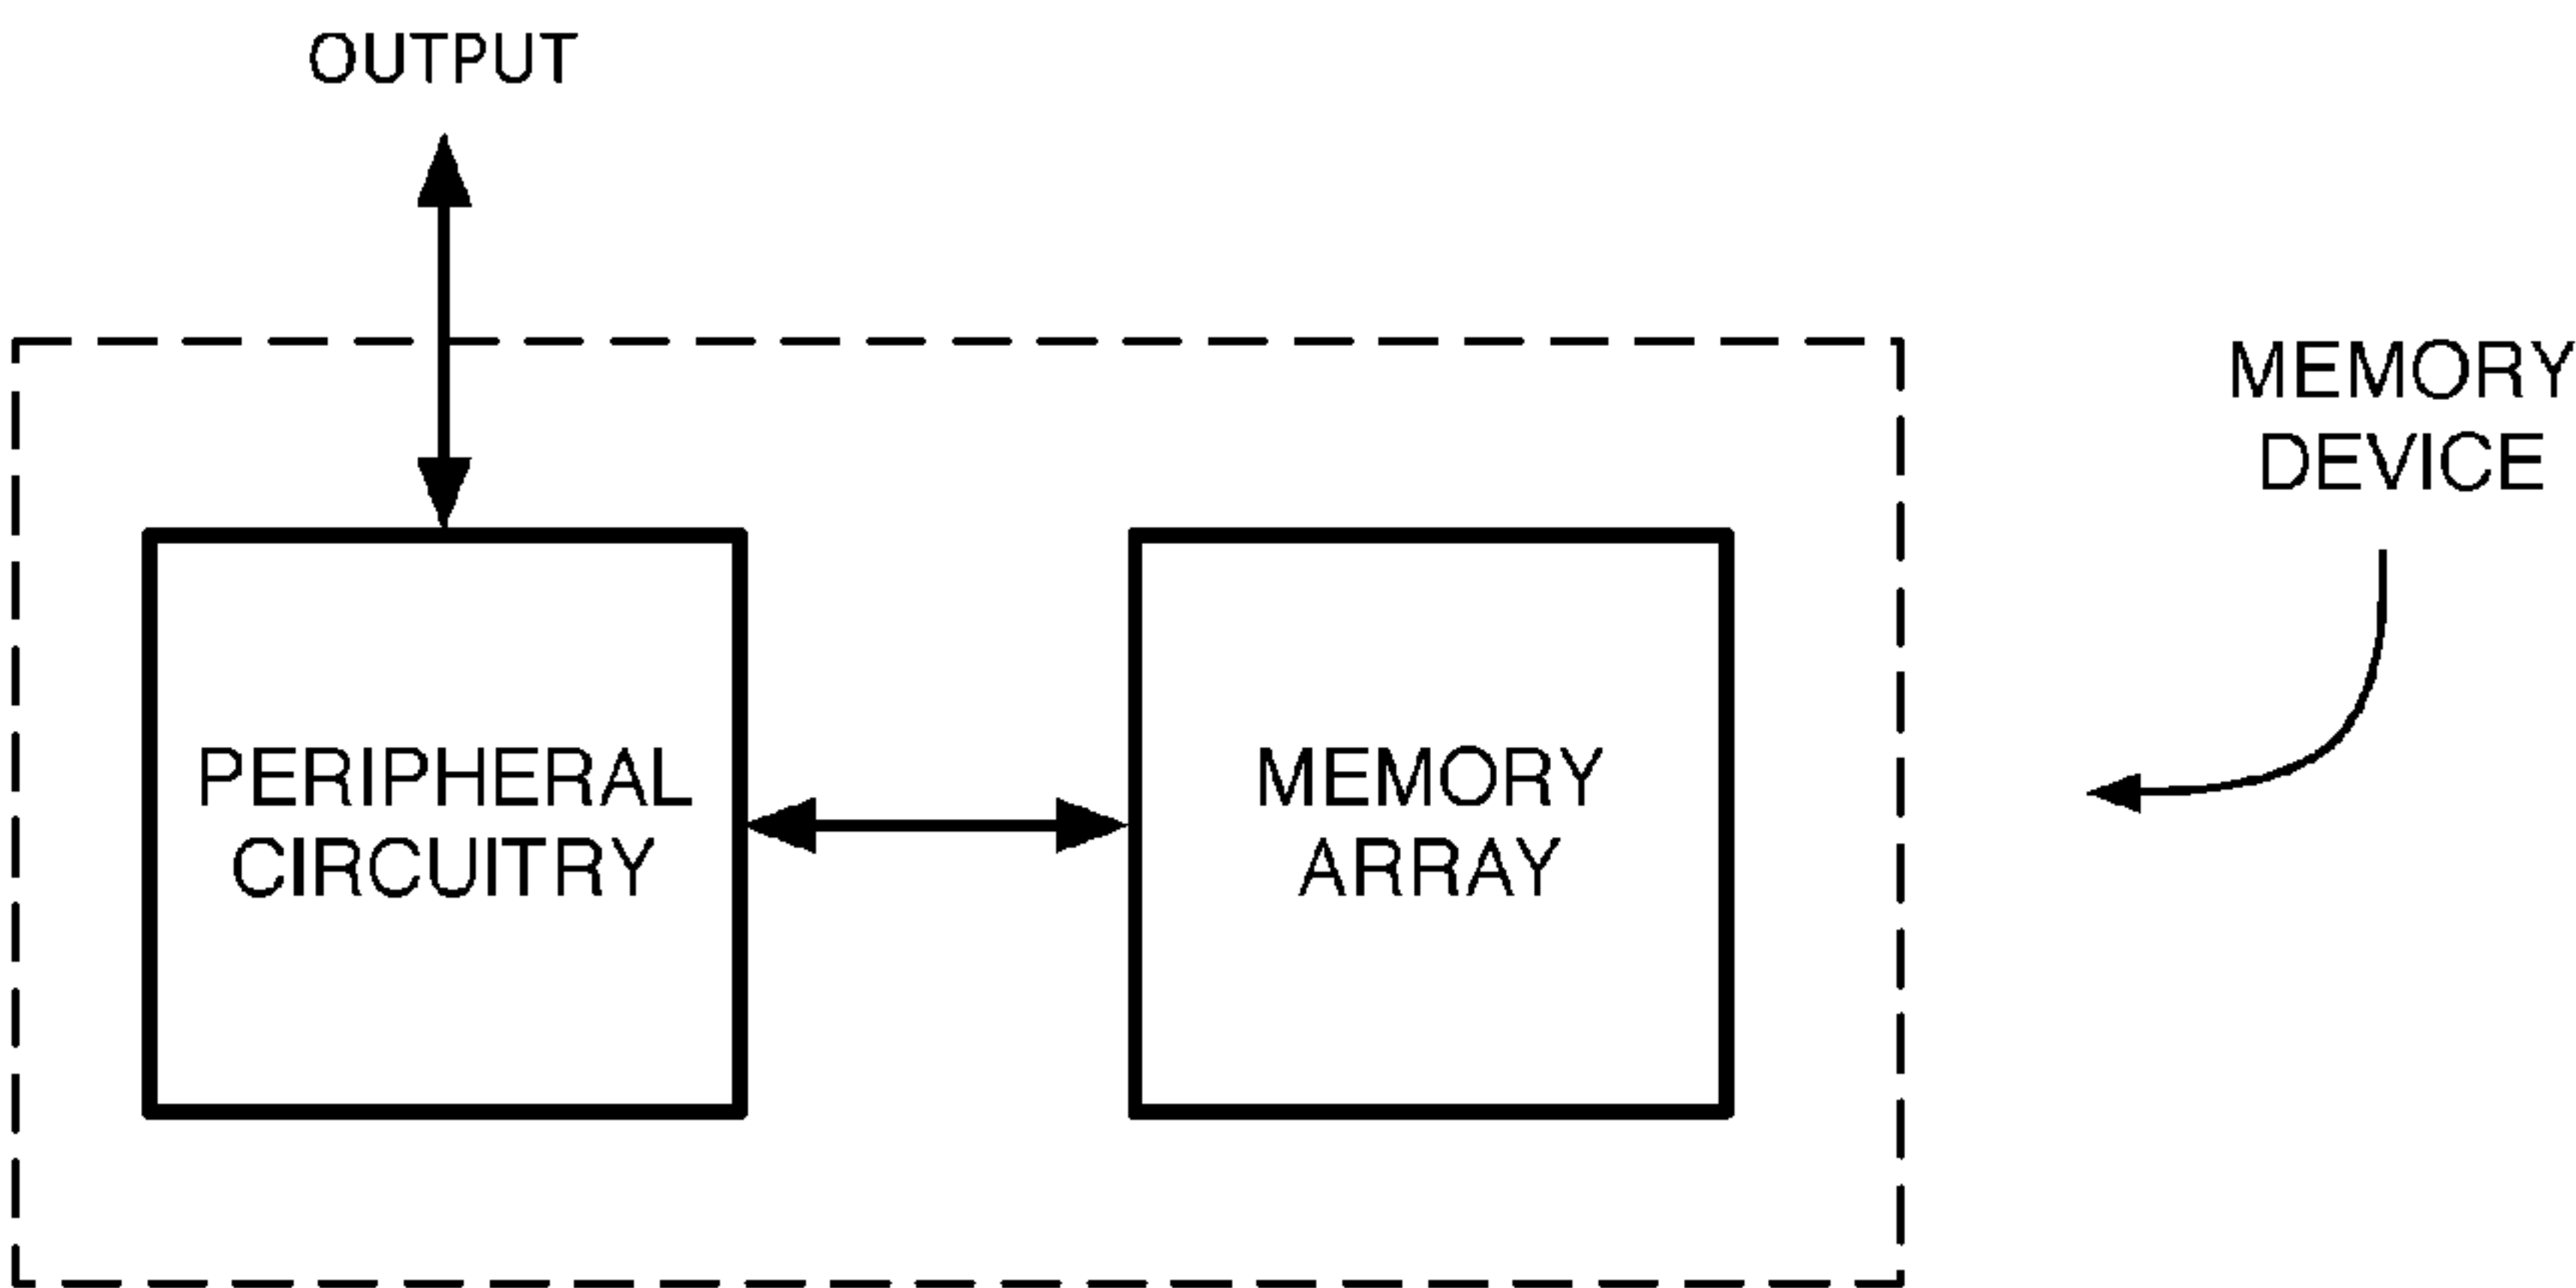 OUTPUT
MEMORY
DEVICE
PERIPHERAL
CIRCUITRY
MEMORY
ARRAY